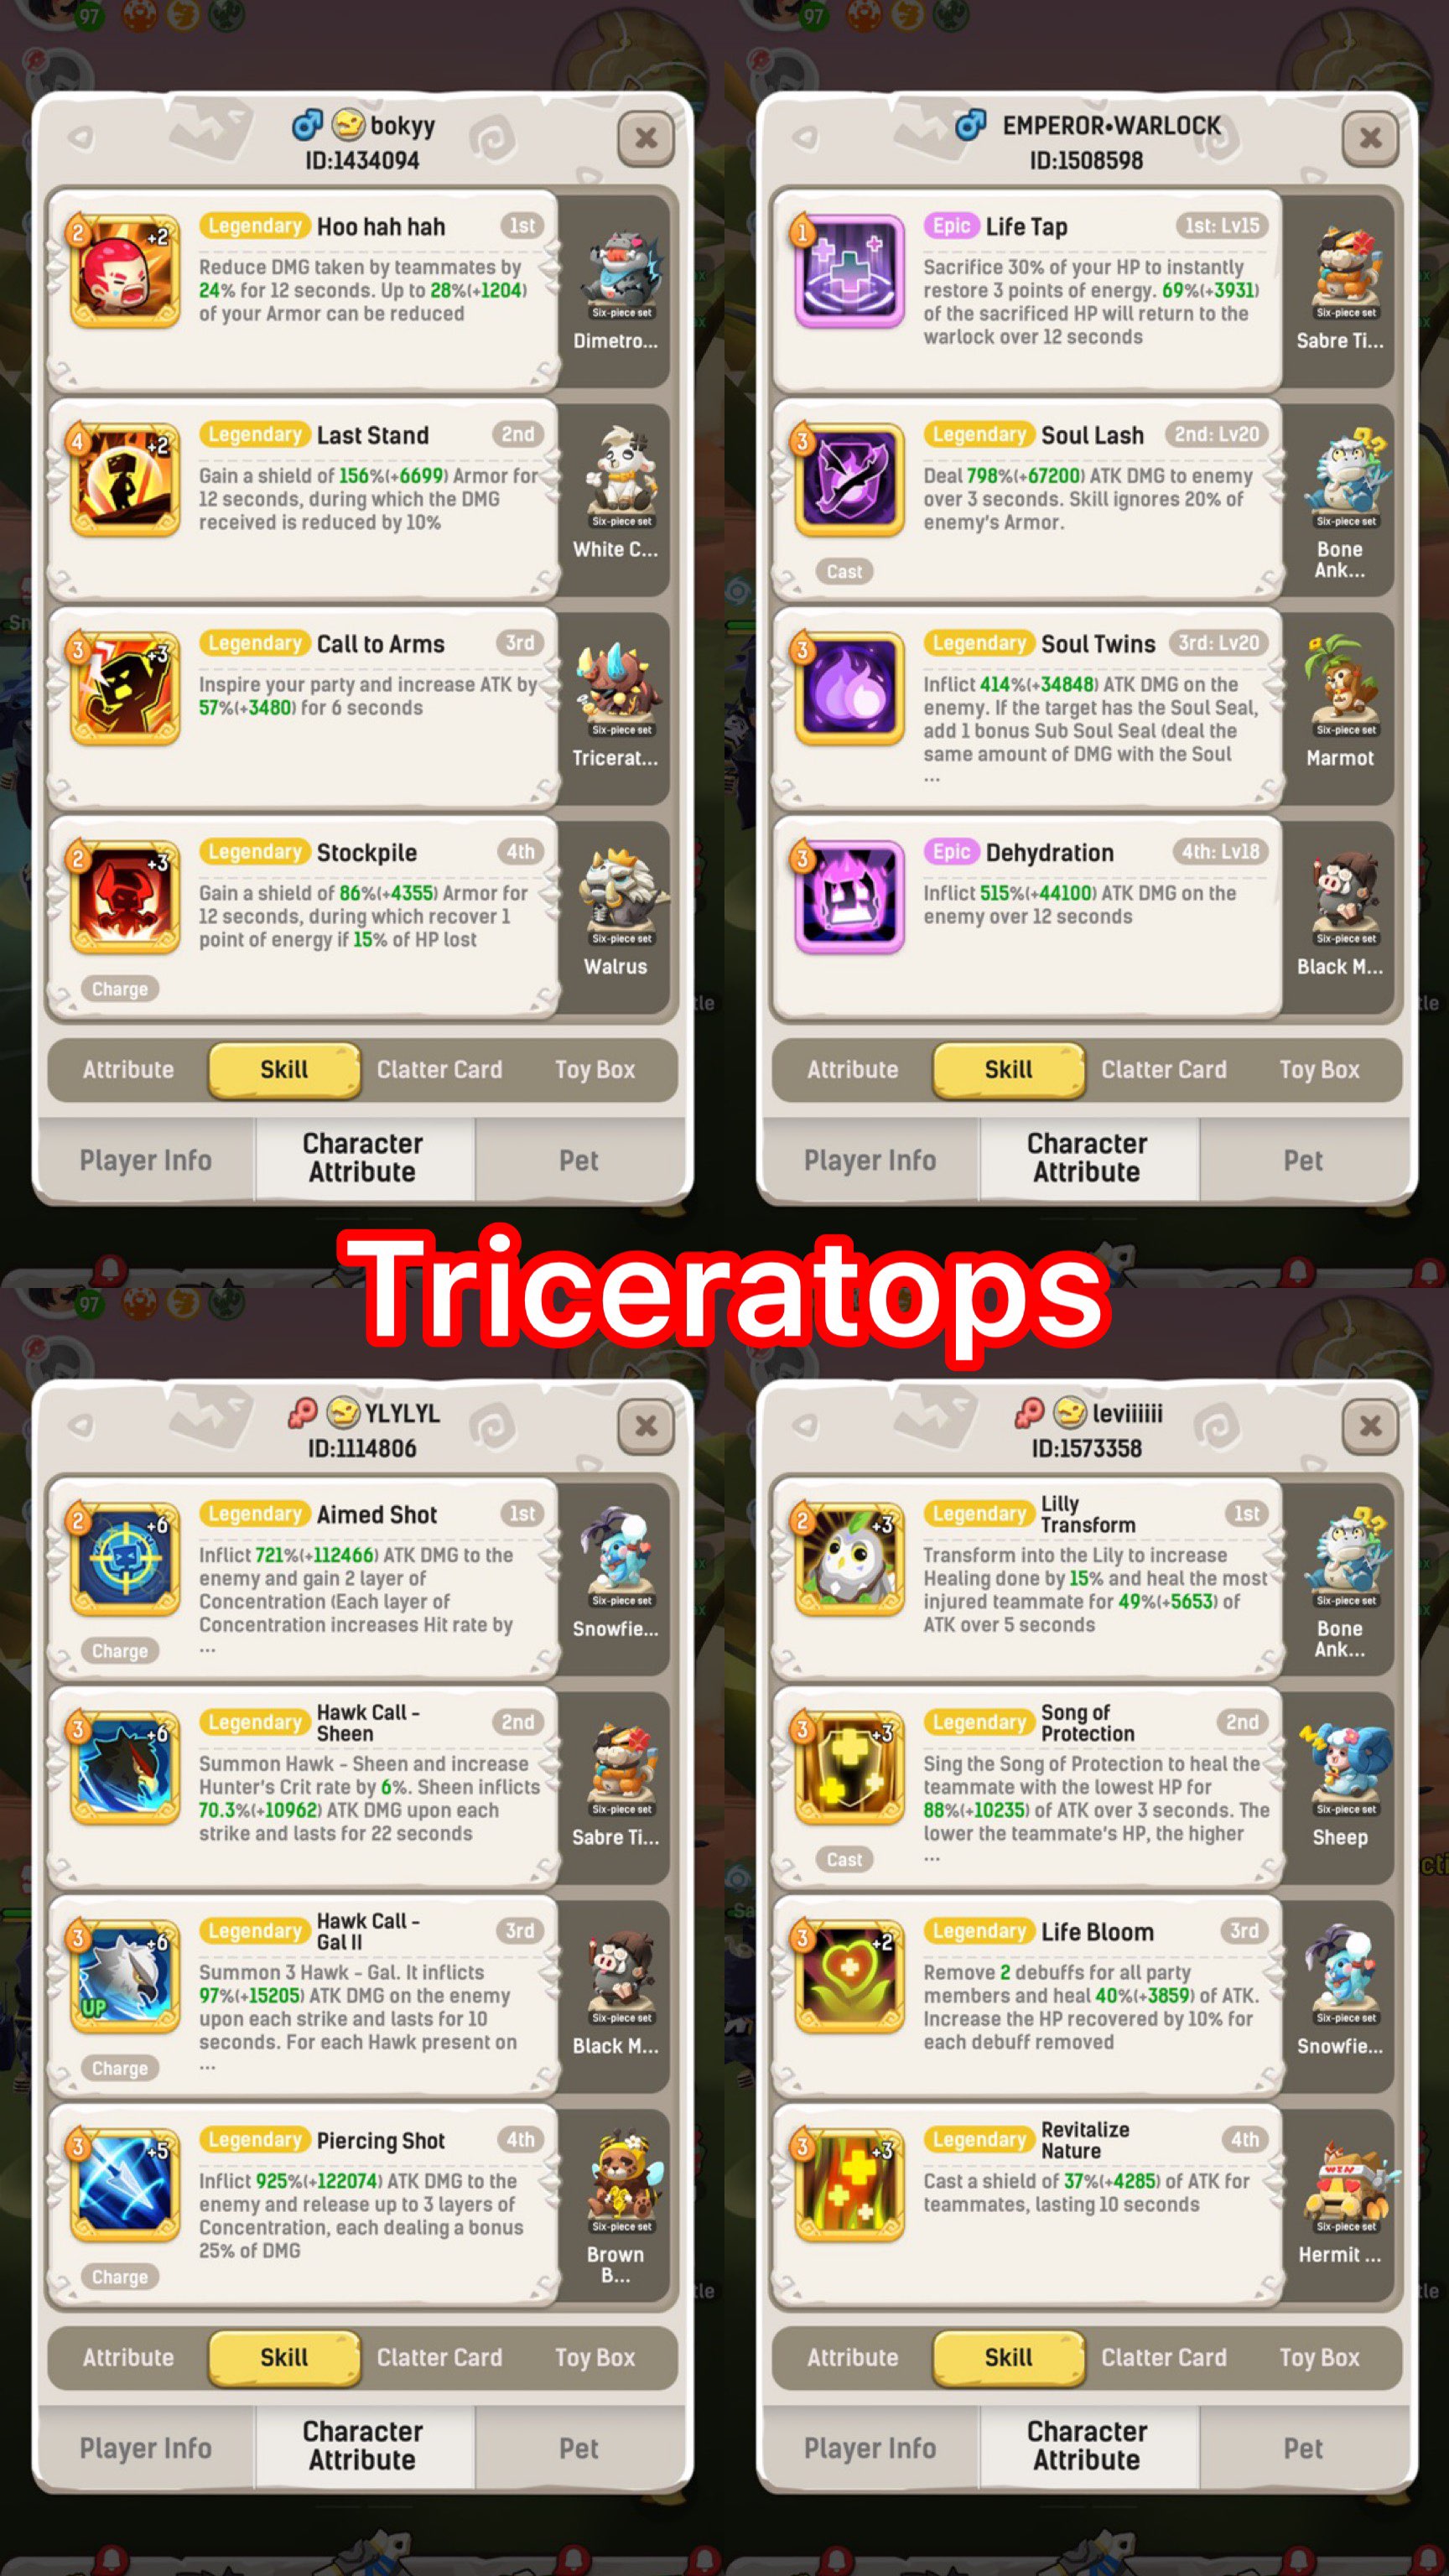 97
bokyy
ID:1434094
2
+2
Legendary Hoo hah hah 1st
Reduce DMG taken by teammates by
24% for 12 seconds. Up to 28%(+1204)
of your Armor can be reduced
Six-piece set
Dimetro...
4
+2
Legendary Last Stand 2nd
Gain a shield of 156%(+6699) Armor for
12 seconds, during which the DMG
received is reduced by 10%
Six-piece set
White C...
3
+3
Legendary Call to Arms 3rd
Inspire your party and increase ATK by
57%(+3480) for 6 seconds
Six-piece set
Tricerat...
2
+3
Legendary Stockpile 4th
Gain a shield of 86%(+4355) Armor for
12 seconds, during which recover 1
point of energy if 15% of HP lost
Charge
Six-piece set
Walrus
Attribute Skill Clatter Card Toy Box
Player Info Character Attribute Pet
97
EMPEROR•WARLOCK
ID:1508598
1
Epic Life Tap 1st: Lv15
Sacrifice 30% of your HP to instantly
restore 3 points of energy. 69%(+3931)
of the sacrificed HP will return to the
warlock over 12 seconds
Six-piece set
Sabre Ti...
3
Legendary Soul Lash 2nd: Lv20
Deal 798%(+67200) ATK DMG to enemy
over 3 seconds. Skill ignores 20% of
enemy's Armor.
Cast
Six-piece set
Bone
Ank...
3
Legendary Soul Twins 3rd: Lv20
Inflict 414%(+34848) ATK DMG on the
enemy. If the target has the Soul Seal,
add 1 bonus Sub Soul Seal (deal the
same amount of DMG with the Soul
...
Six-piece set
Marmot
3
Epic Dehydration 4th: Lv18
Inflict 515%(+44100) ATK DMG on the
enemy over 12 seconds
Six-piece set
Black M...
Attribute Skill Clatter Card Toy Box
Player Info Character Attribute Pet
Triceratops
97
YLYLYL
ID:1114806
2
+6
Legendary Aimed Shot 1st
Inflict 721%(+112466) ATK DMG to the
enemy and gain 2 layer of
Concentration (Each layer of
Concentration increases Hit rate by
...
Charge
Six-piece set
Snowfie...
3
+6
Legendary Hawk Call -
Sheen 2nd
Summon Hawk - Sheen and increase
Hunter's Crit rate by 6%. Sheen inflicts
70.3%(+10962) ATK DMG upon each
strike and lasts for 22 seconds
Six-piece set
Sabre Ti...
3
+6
UP
Legendary Hawk Call -
Gal II 3rd
Summon 3 Hawk - Gal. It inflicts
97%(+15205) ATK DMG on the enemy
upon each strike and lasts for 10
seconds. For each Hawk present on
...
Charge
Six-piece set
Black M...
3
+5
Legendary Piercing Shot 4th
Inflict 925%(+122074) ATK DMG to the
enemy and release up to 3 layers of
Concentration, each dealing a bonus
25% of DMG
Charge
Six-piece set
Brown
B...
Attribute Skill Clatter Card Toy Box
Player Info Character Attribute Pet
leviiiiii
ID:1573358
2
+3
Legendary Lilly
Transform 1st
Transform into the Lily to increase
Healing done by 15% and heal the most
injured teammate for 49%(+5653) of
ATK over 5 seconds
Six-piece set
Bone
Ank...
3
+3
Legendary Song of
Protection 2nd
Sing the Song of Protection to heal the
teammate with the lowest HP for
88%(+10235) of ATK over 3 seconds. The
lower the teammate's HP, the higher
...
Cast
Six-piece set
Sheep
3
+2
Legendary Life Bloom 3rd
Remove 2 debuffs for all party
members and heal 40%(+3859) of ATK.
Increase the HP recovered by 10% for
each debuff removed
Six-piece set
Snowfie...
3
+3
Legendary Revitalize
Nature 4th
Cast a shield of 37%(+4285) of ATK for
teammates, lasting 10 seconds
WIN
Six-piece set
Hermit ...
Attribute Skill Clatter Card Toy Box
Player Info Character Attribute Pet